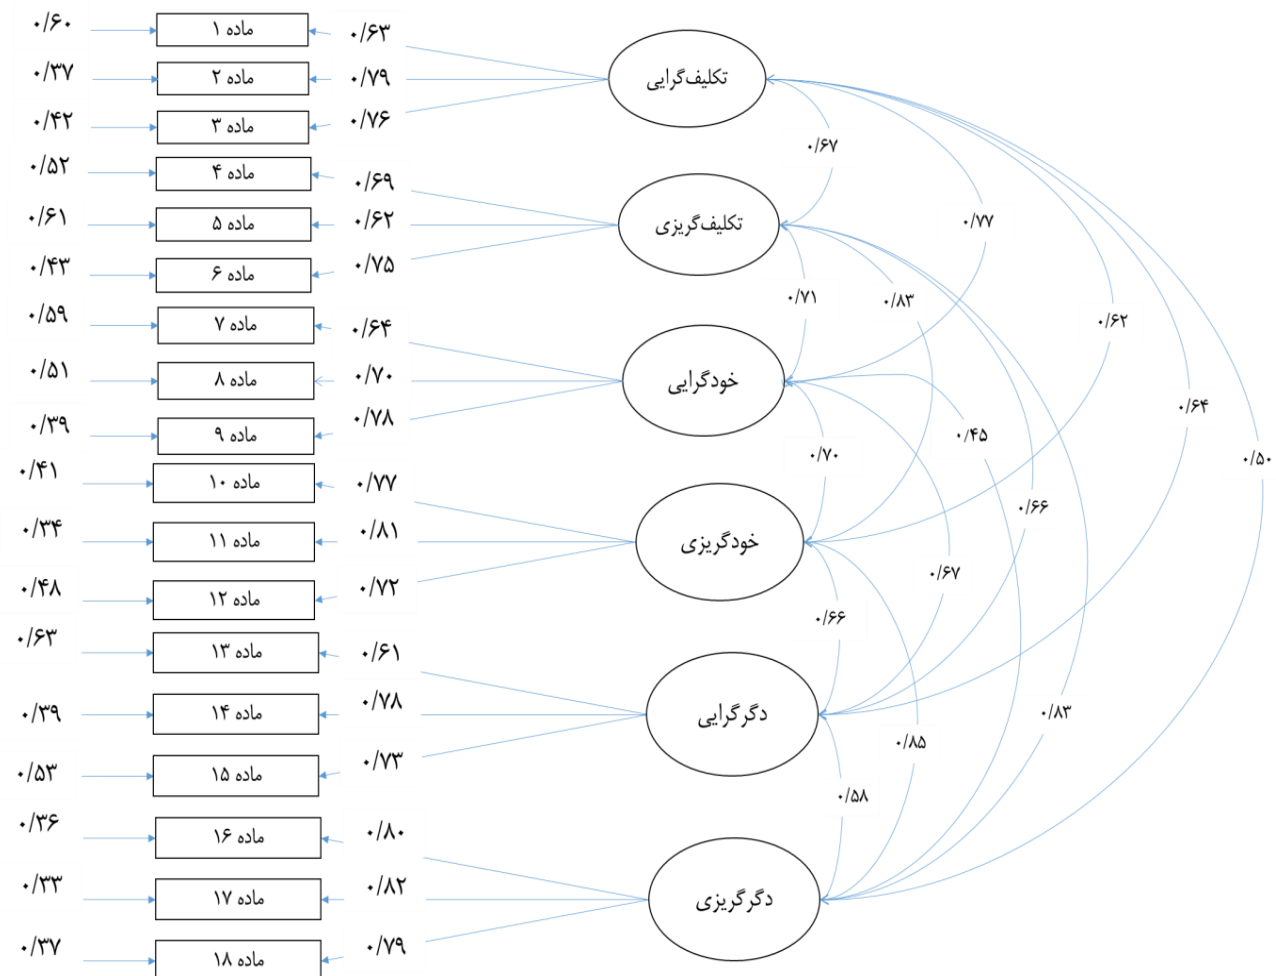 ۰/۶۰
ماده ۱
۰/۶۳
تکلیف‌گرایی
۰/۳۷
ماده ۲
۰/۷۹
۰/۴۲
ماده ۳
۰/۷۶
۰/۶۷
۰/۵۲
ماده ۴
۰/۶۹
۰/۶۱
ماده ۵
۰/۶۲
تکلیف‌گریزی
۰/۷۷
۰/۴۳
ماده ۶
۰/۷۵
۰/۷۱
۰/۸۳
۰/۵۹
ماده ۷
۰/۶۴
۰/۶۲
۰/۵۱
ماده ۸
۰/۷۰
خودگرایی
۰/۶۴
۰/۳۹
ماده ۹
۰/۷۸
۰/۴۵
۰/۷۰
۰/۵۰
۰/۴۱
ماده ۱۰
۰/۷۷
۰/۶۶
۰/۳۴
ماده ۱۱
۰/۸۱
خودگریزی
۰/۶۷
۰/۴۸
ماده ۱۲
۰/۷۲
۰/۶۶
۰/۶۳
ماده ۱۳
۰/۶۱
۰/۳۹
ماده ۱۴
۰/۷۸
دگرگرایی
۰/۸۳
۰/۸۵
۰/۵۳
ماده ۱۵
۰/۷۳
۰/۵۸
۰/۳۶
ماده ۱۶
۰/۸۰
۰/۳۳
ماده ۱۷
۰/۸۲
دگرگریزی
۰/۳۷
ماده ۱۸
۰/۷۹